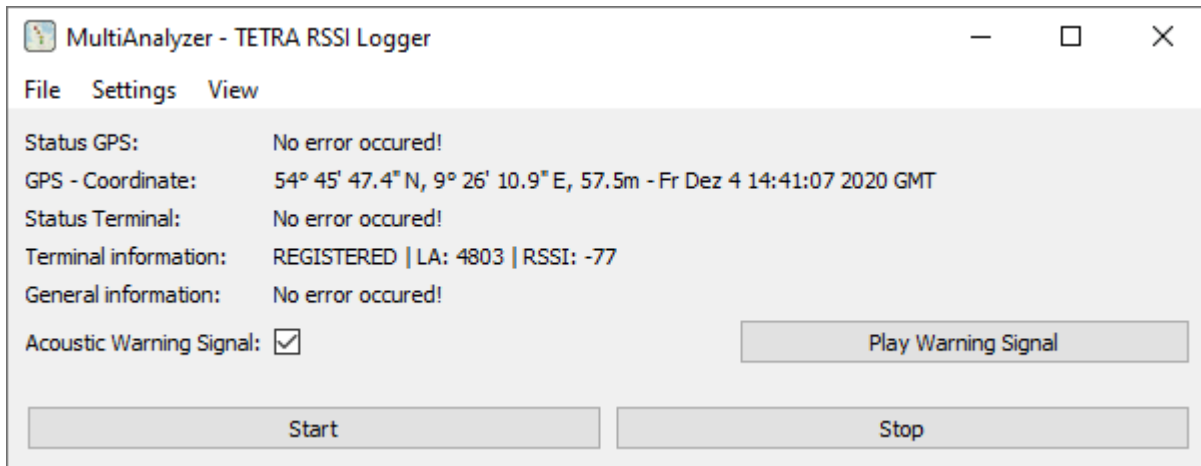 MultiAnalyzer - TETRA RSSI Logger
File Settings View
Status GPS: No error occured!
GPS - Coordinate: 54° 45' 47.4" N, 9° 26' 10.9" E, 57.5m - Fr Dez 4 14:41:07 2020 GMT
Status Terminal: No error occured!
Terminal information: REGISTERED | LA: 4803 | RSSI: -77
General information: No error occured!
Acoustic Warning Signal: Play Warning Signal
Start Stop